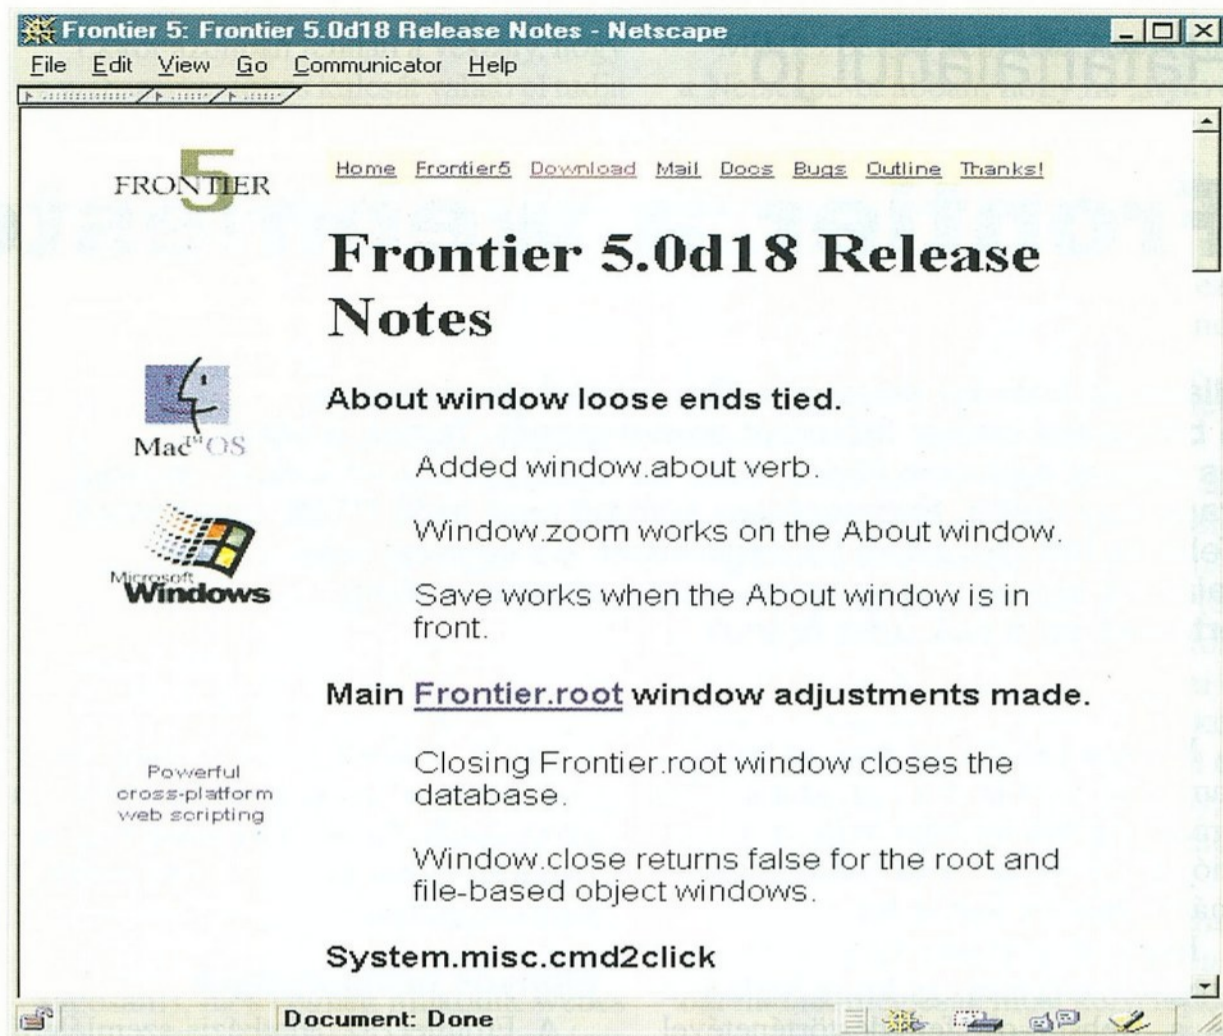 Frontier 5: Frontier 5.0d18 Release Notes - Netscape
File Edit View Go Communicator Help
5
FRONTIER
Home Frontier5 Download Mail Docs Bugs Outline Thanks!
Frontier 5.0d18 Release
Notes
Mac™OS
Microsoft
Windows
Powerful
cross-platform
web scripting
About window loose ends tied.
Added window.about verb.
Window.zoom works on the About window.
Save works when the About window is in
front.
Main Frontier.root window adjustments made.
Closing Frontier.root window closes the
database.
Window.close returns false for the root and
file-based object windows.
System.misc.cmd2click
Document: Done